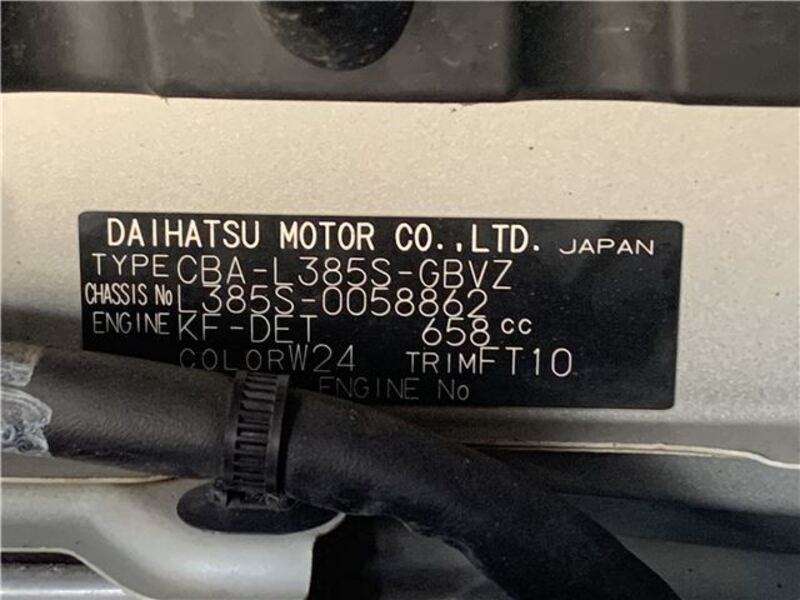 DAIHATSU MOTOR CO.,LTD. JAPAN
TYPE CBA-L385S-GBVZ
CHASSIS No L385S-0058862
ENGINE KF-DET 658 cc
COLOR W24 TRIM FT10
ENGINE No